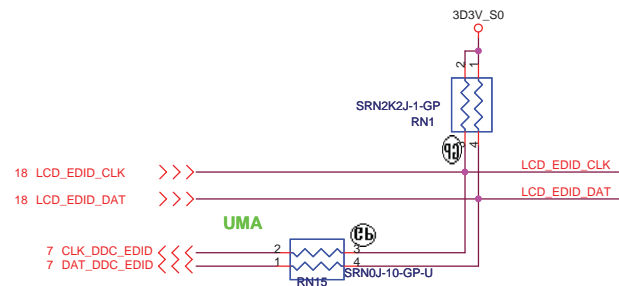 3D3V_S0
2 1
SRN2K2J-1-GP
RN1
3 4
18 LCD_EDID_CLK
LCD_EDID_CLK
18 LCD_EDID_DAT
LCD_EDID_DAT
UMA
7 CLK_DDC_EDID
2 3
7 DAT_DDC_EDID
1 4
SRN0J-10-GP-U
RN15